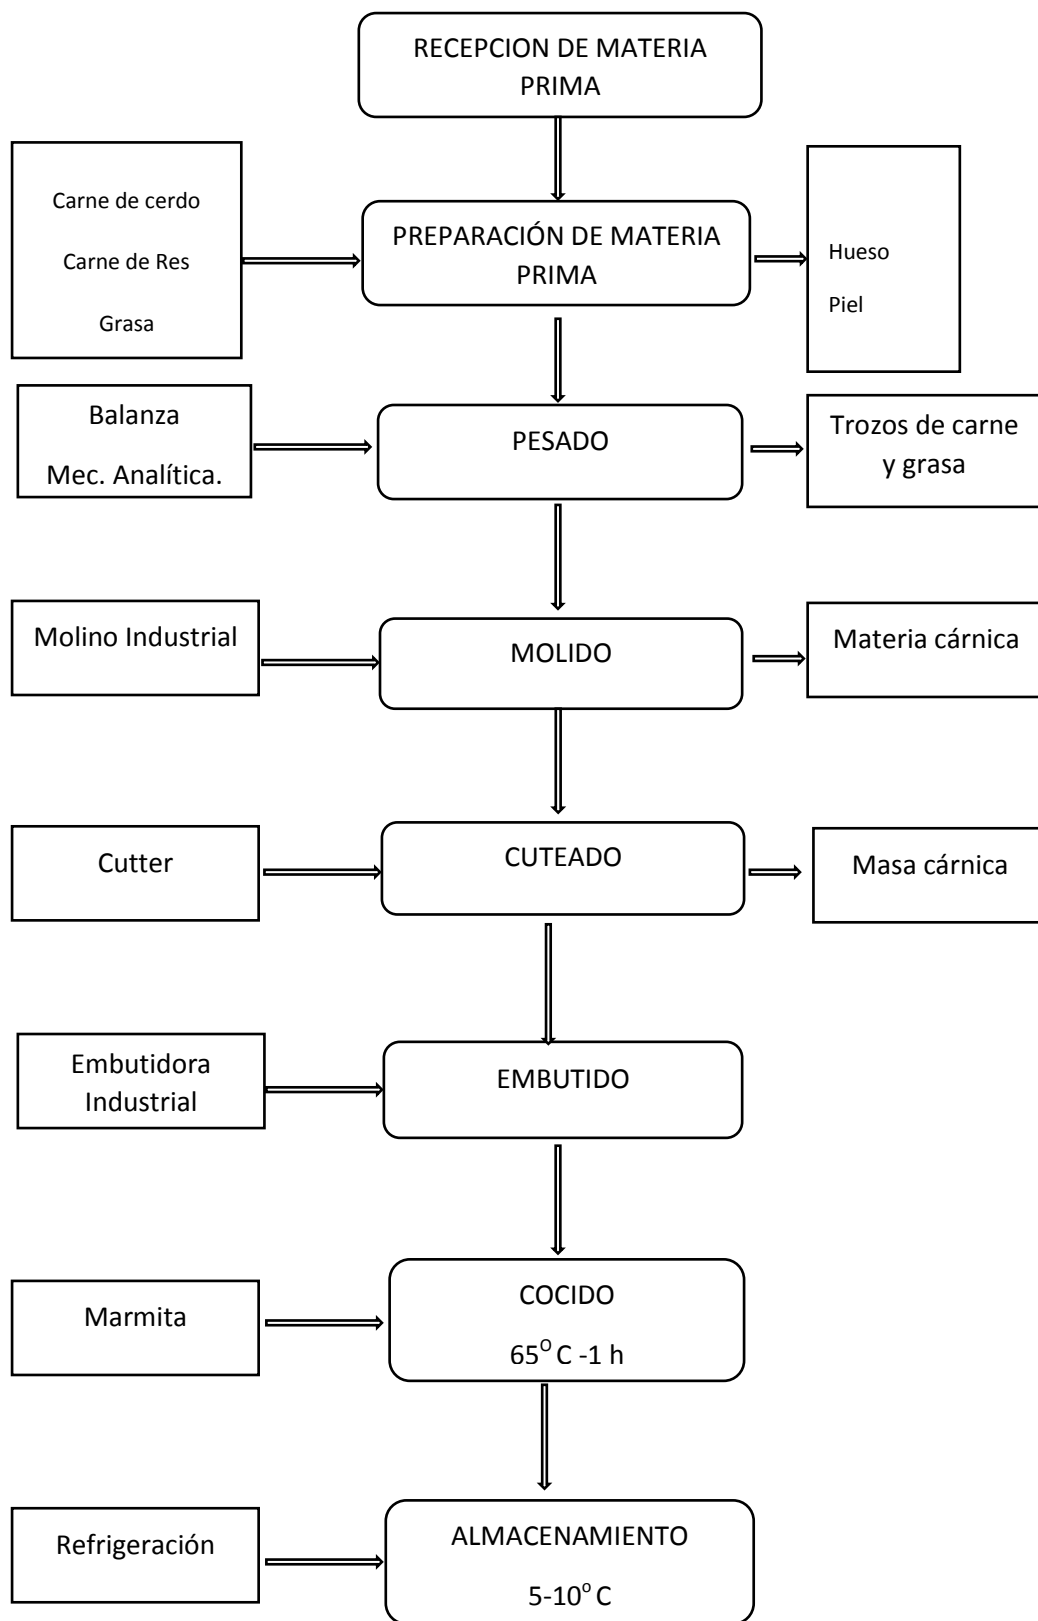 RECEPCION DE MATERIA
PRIMA
Carne de cerdo
Carne de Res
Grasa
PREPARACIÓN DE MATERIA
PRIMA
Hueso
Piel
Balanza
Mec. Analítica.
PESADO
Trozos de carne
y grasa
Molino Industrial
MOLIDO
Materia cárnica
Cutter
CUTEADO
Masa cárnica
Embutidora
Industrial
EMBUTIDO
Marmita
COCIDO
65° C -1 h
Refrigeración
ALMACENAMIENTO
5-10° C